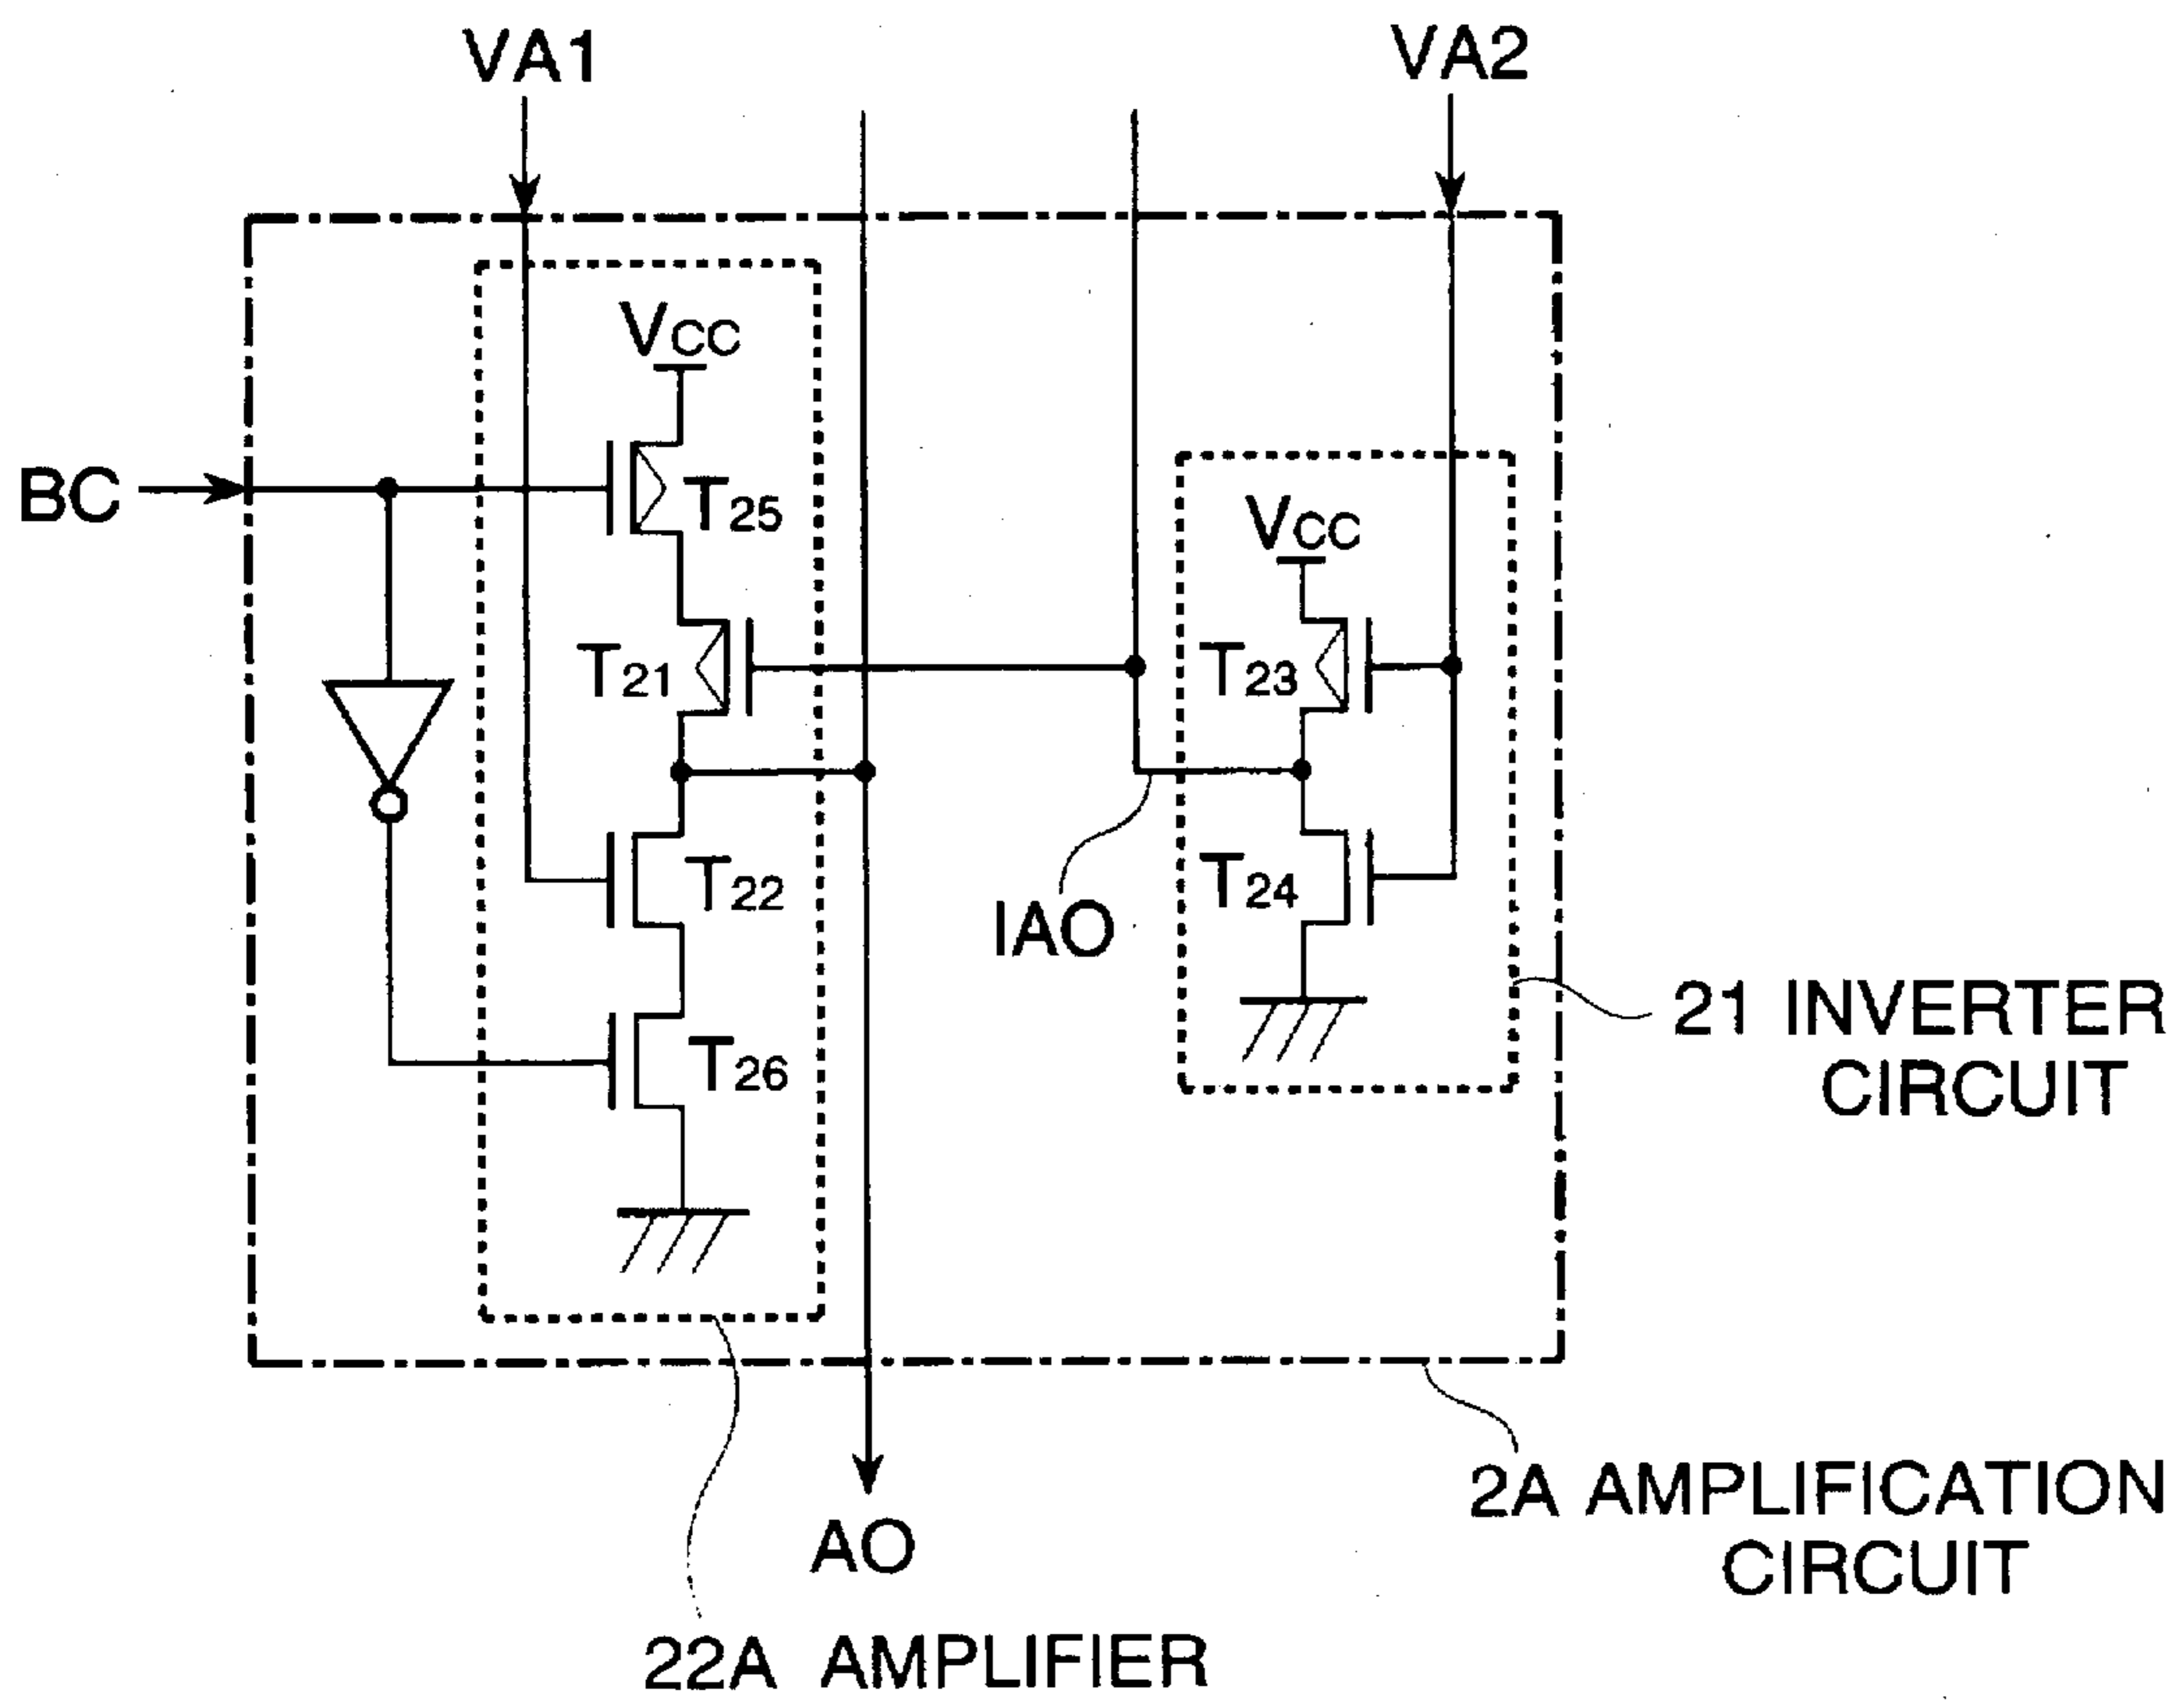 VA1
VA2
VCC
BC
T25
VCC
T21
T23
T22
T24
IAO
21 INVERTER
CIRCUIT
T26
2A AMPLIFICATION
CIRCUIT
AO
22A AMPLIFIER